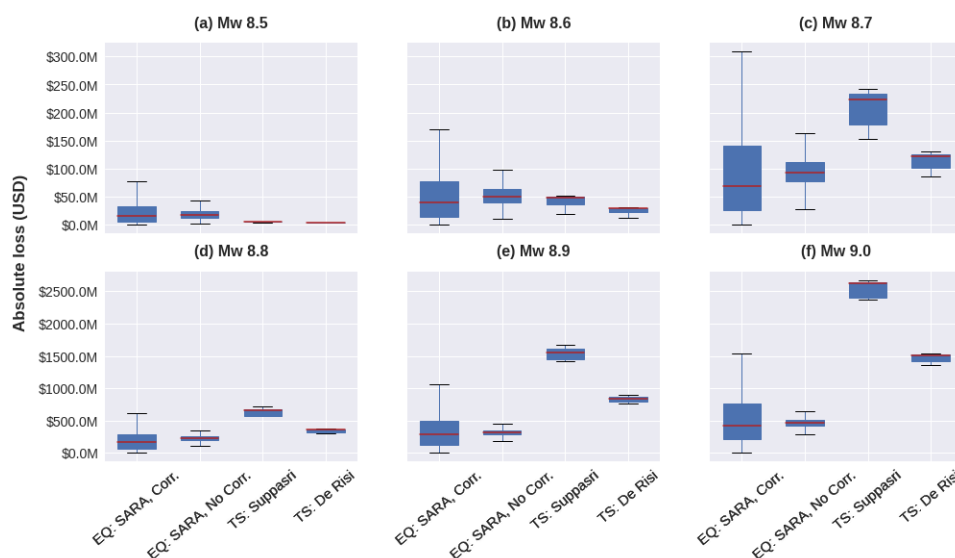 (a) Mw 8.5
(b) Mw 8.6
(c) Mw 8.7
$300.0M
$250.0M
$200.0M
$150.0M
$100.0M
$50.0M
$0.0M
Absolute loss (USD)
(d) Mw 8.8
(e) Mw 8.9
(f) Mw 9.0
$2500.0M
$2000.0M
$1500.0M
$1000.0M
$500.0M
$0.0M
EQ: SARA, Corr.
EQ: SARA, No Corr.
TS: Suppasri
TS: De Risi
EQ: SARA, Corr.
EQ: SARA, No Corr.
TS: Suppasri
TS: De Risi
EQ: SARA, Corr.
EQ: SARA, No Corr.
TS: Suppasri
TS: De Risi